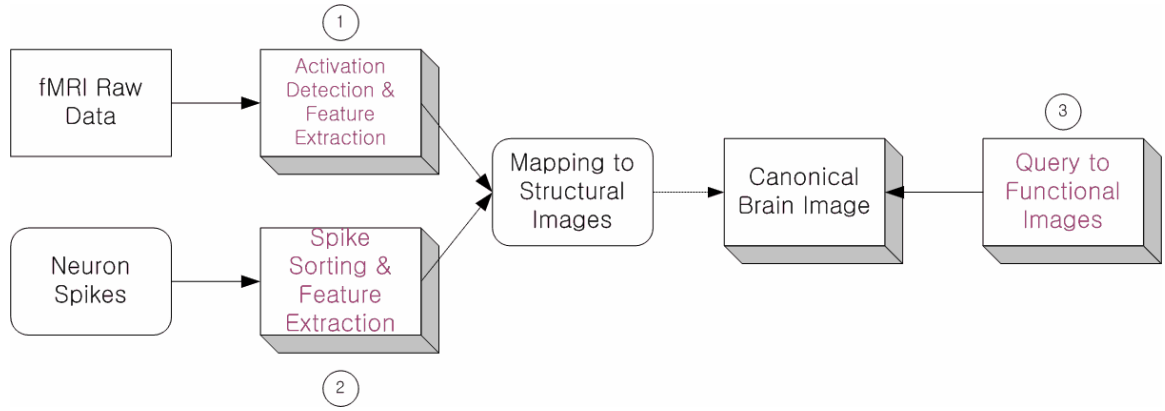 1
fMRI Raw
Data
Activation
Detection &
Feature
Extraction
Mapping to
Structural
Images
Canonical
Brain Image
3
Query to
Functional
Images
Neuron
Spikes
Spike
Sorting &
Feature
Extraction
2